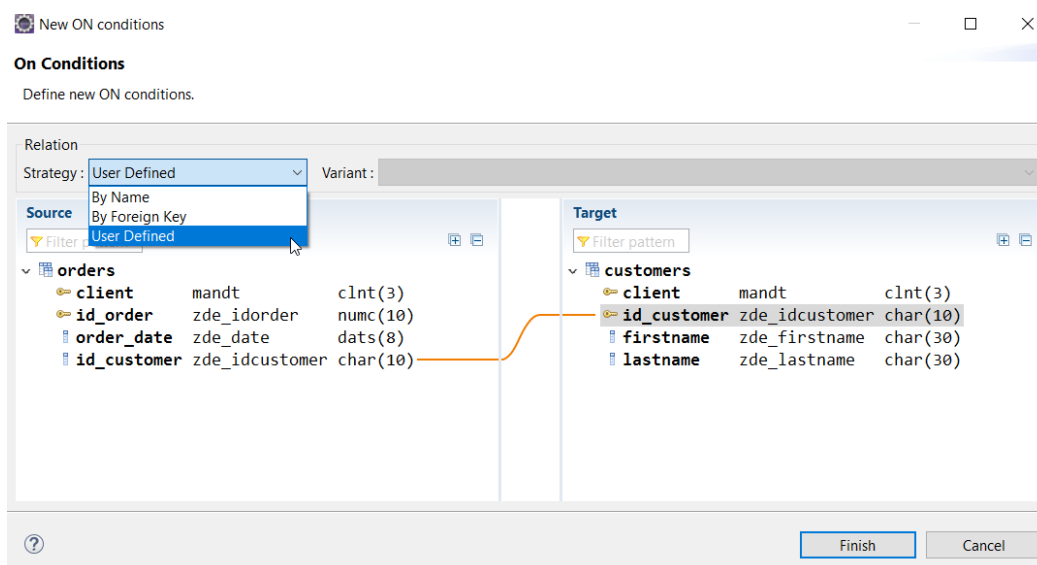 New ON conditions
On Conditions
Define new ON conditions.
Relation
Strategy : User Defined Variant :
By Name
By Foreign Key
User Defined
Source Target
Filter p Filter pattern
orders customers
client mandt clnt(3) client mandt clnt(3)
id_order zde_idorder numc(10) id_customer zde_idcustomer char(10)
order_date zde_date dats(8) firstname zde_firstname char(30)
id_customer zde_idcustomer char(10) lastname zde_lastname char(30)
? Finish Cancel